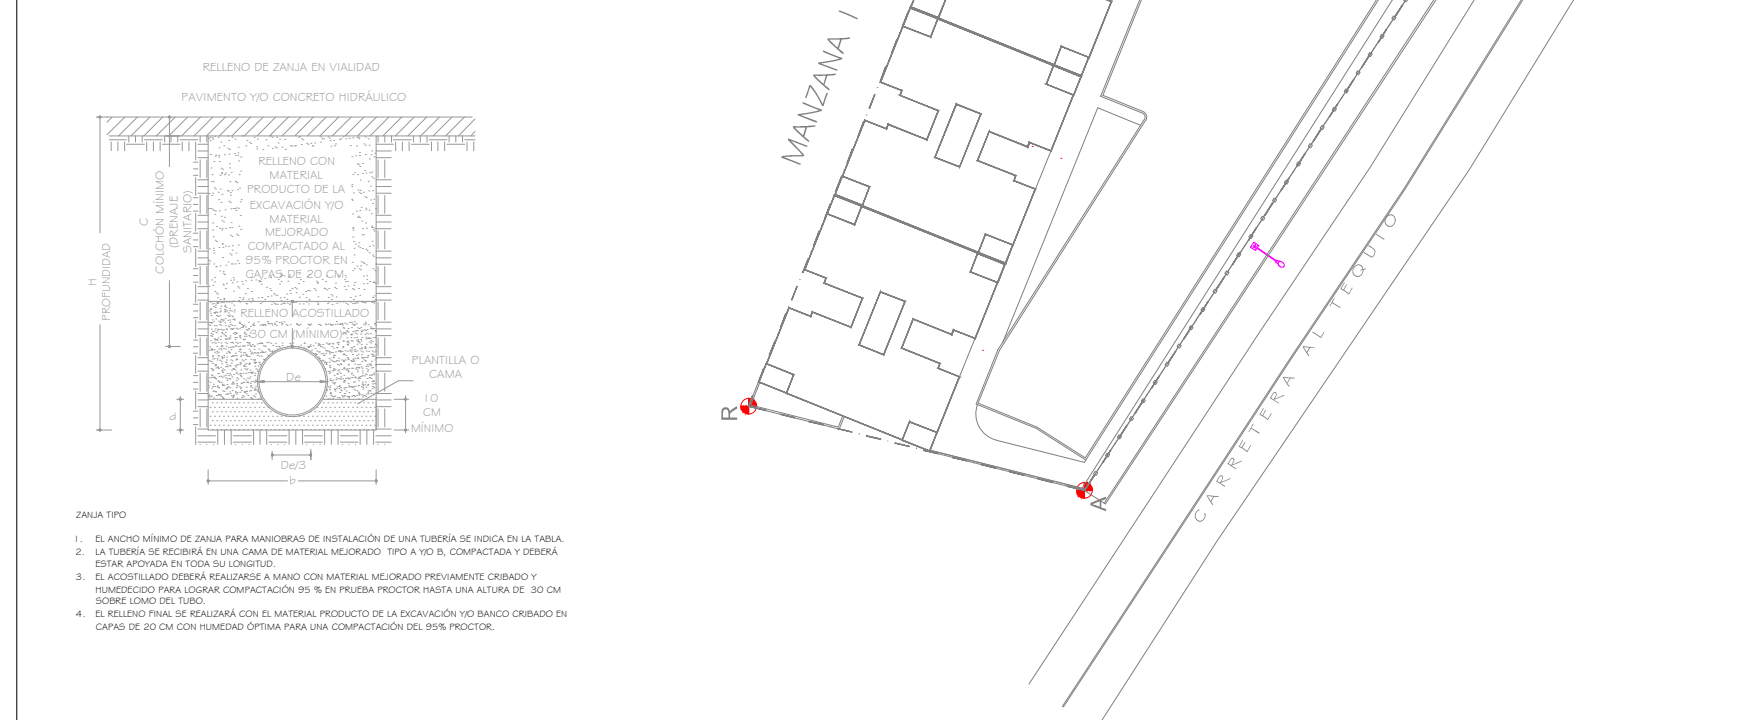 RELLENO DE ZANJA EN VIALIDAD
PAVIMENTO Y/O CONCRETO HIDRÁULICO
RELLENO CON
MATERIAL
PRODUCTO DE LA
EXCAVACIÓN Y/O
MATERIAL
MEJORADO
COMPACTADO AL
95% PROCTOR EN
CAPAS DE 20 CM
C
COLCHÓN MÍNIMO
(DRENAJE
SANITARIO)
H
PROFUNDIDAD
RELLENO ACOSTILLADO
30 CM (MÍNIMO)
De
PLANTILLA O
CAMA
10
CM
MÍNIMO
d
De/3
b
ZANJA TIPO
1. EL ANCHO MÍNIMO DE ZANJA PARA MANIOBRAS DE INSTALACIÓN DE UNA TUBERÍA SE INDICA EN LA TABLA.
2. LA TUBERÍA SE RECIBIRÁ EN UNA CAMA DE MATERIAL MEJORADO TIPO A Y/O B, COMPACTADA Y DEBERÁ
ESTAR APOYADA EN TODA SU LONGITUD.
3. EL ACOSTILLADO DEBERÁ REALIZARSE A MANO CON MATERIAL MEJORADO PREVIAMENTE CRIBADO Y
HUMEDECIDO PARA LOGRAR COMPACTACIÓN 95 % EN PRUEBA PROCTOR HASTA UNA ALTURA DE 30 CM
SOBRE LOMO DEL TUBO.
4. EL RELLENO FINAL SE REALIZARÁ CON EL MATERIAL PRODUCTO DE LA EXCAVACIÓN Y/O BANCO CRIBADO EN
CAPAS DE 20 CM CON HUMEDAD ÓPTIMA PARA UNA COMPACTACIÓN DEL 95% PROCTOR.
MANZANA I
R
A
CARRETERA AL TEQUITO